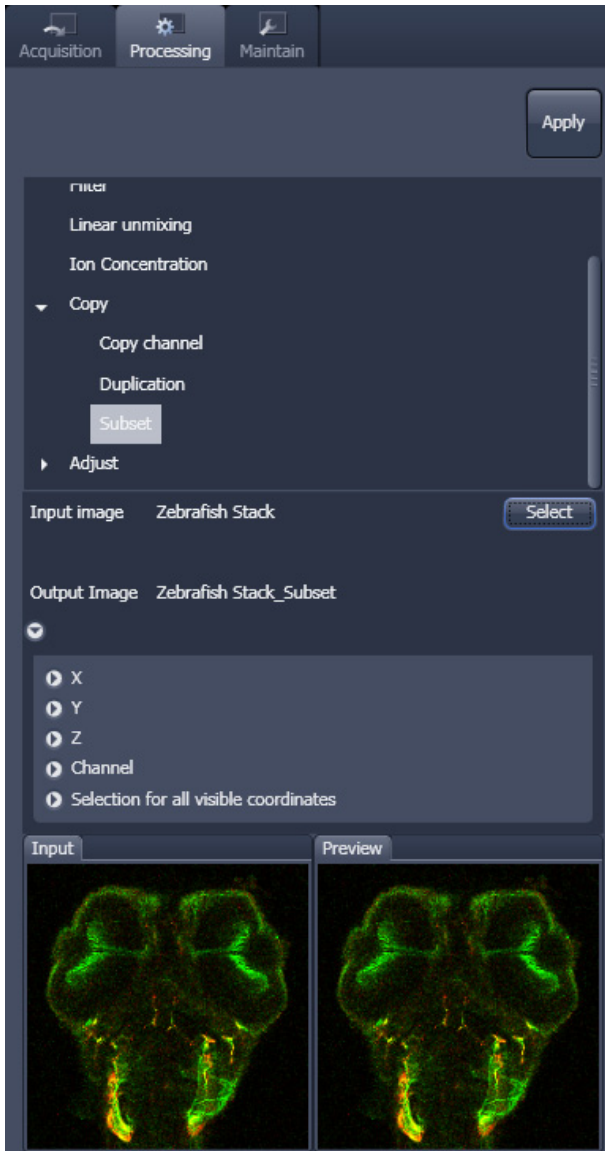 Acquisition Processing Maintain
Apply
Filter
Linear unmixing
Ion Concentration
Copy
Copy channel
Duplication
Subset
Adjust
Input image Zebrafish Stack Select
Output Image Zebrafish Stack_Subset
X
Y
Z
Channel
Selection for all visible coordinates
Input Preview